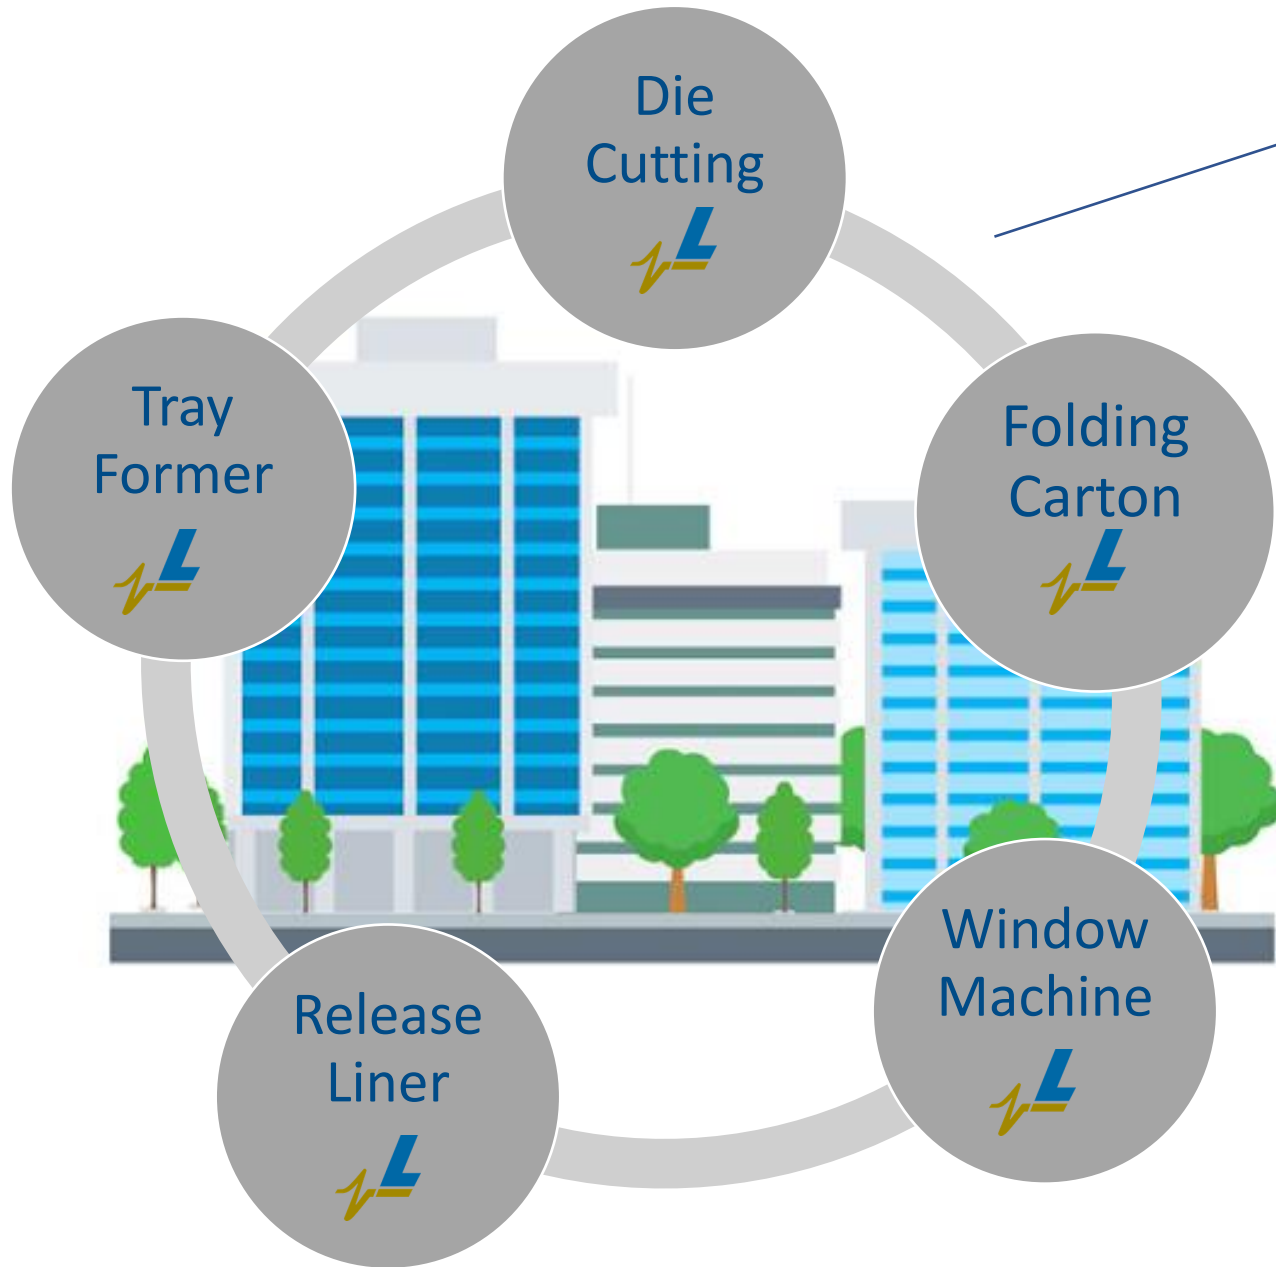 Die
Cutting
Folding
Carton
Window
Machine
Release
Liner
Tray
Former